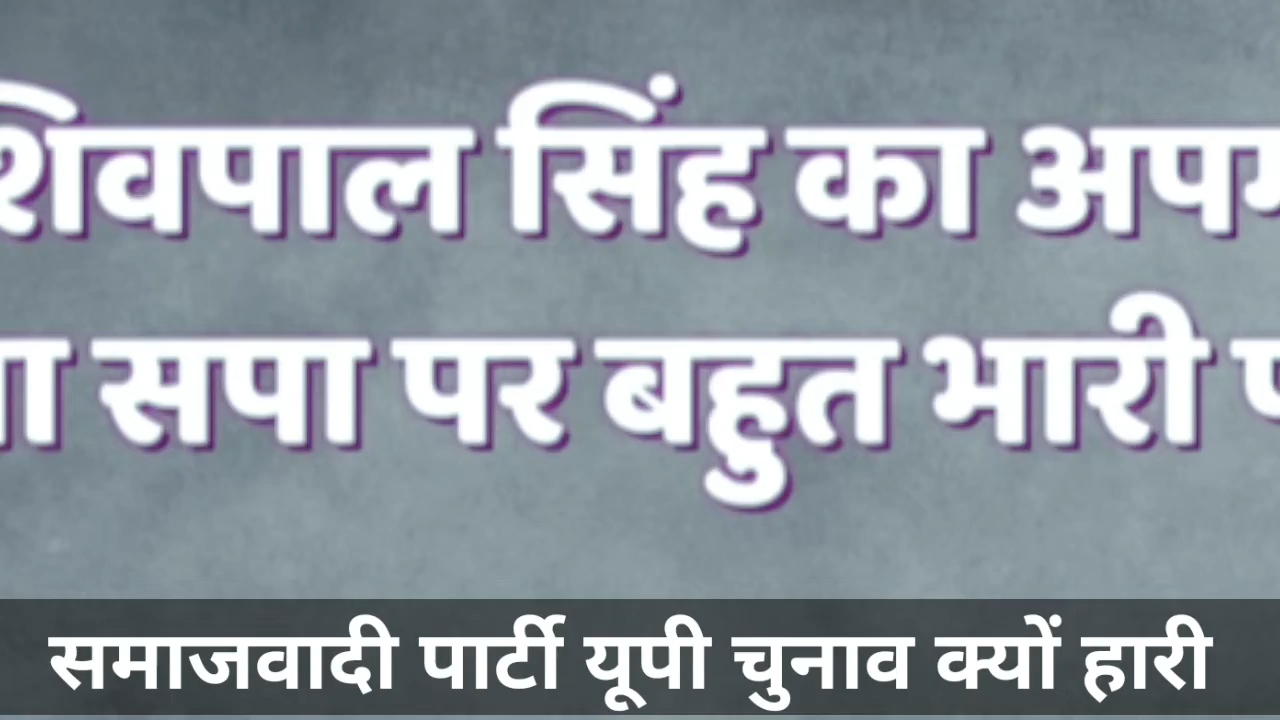 शिवपाल सिंह का
सपा पर बहुत भारी
समाजवादी पार्टी यूपी चुनाव क्यों हारी